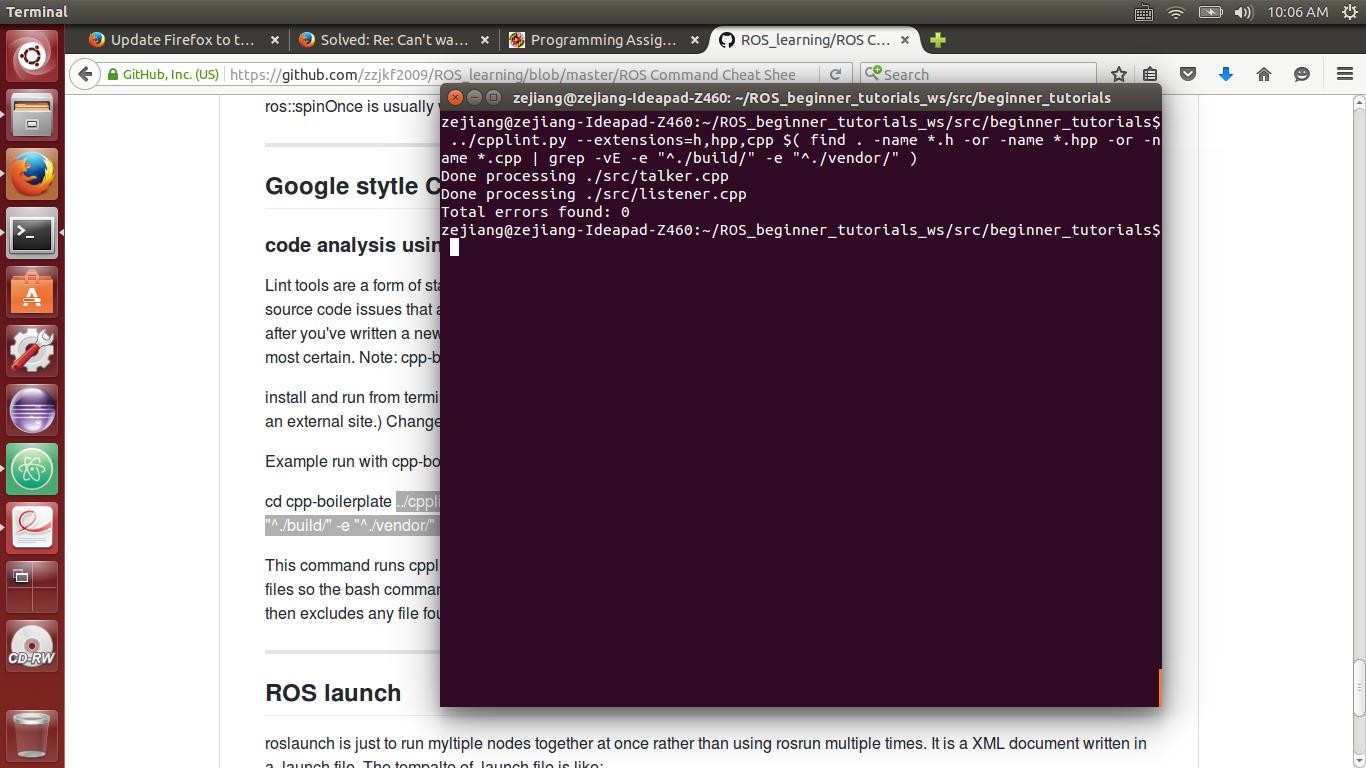 Terminal
10:06 AM
Update Firefox to t...
Solved: Re: Can't wa...
Programming Assig...
ROS_learning/ROS C...
GitHub, Inc. (US)
https://github.com/zzjkf2009/ROS_learning/blob/master/ROS Command Cheat Shee
Search
ros::spinOnce is usually
Google stytle C
code analysis usin
Lint tools are a form of sta
source code issues that a
after you've written a new
most certain. Note: cpp-b
install and run from termi
an external site.) Change
Example run with cpp-bo
cd cpp-boilerplate ../cppli
"^./build/" -e "^./vendor/"
This command runs cppl
files so the bash comman
then excludes any file fou
ROS launch
roslaunch is just to run myltiple nodes together at once rather than using rosrun multiple times. It is a XML document written in
a .launch file. The tempalte of .launch file is like:
zejiang@zejiang-Ideapad-Z460: ~/ROS_beginner_tutorials_ws/src/beginner_tutorials
zejiang@zejiang-Ideapad-Z460:~/ROS_beginner_tutorials_ws/src/beginner_tutorials$
../cpplint.py --extensions=h,hpp,cpp $( find . -name *.h -or -name *.hpp -or -n
ame *.cpp | grep -vE -e "^./build/" -e "^./vendor/" )
Done processing ./src/talker.cpp
Done processing ./src/listener.cpp
Total errors found: 0
zejiang@zejiang-Ideapad-Z460:~/ROS_beginner_tutorials_ws/src/beginner_tutorials$
CD-RW